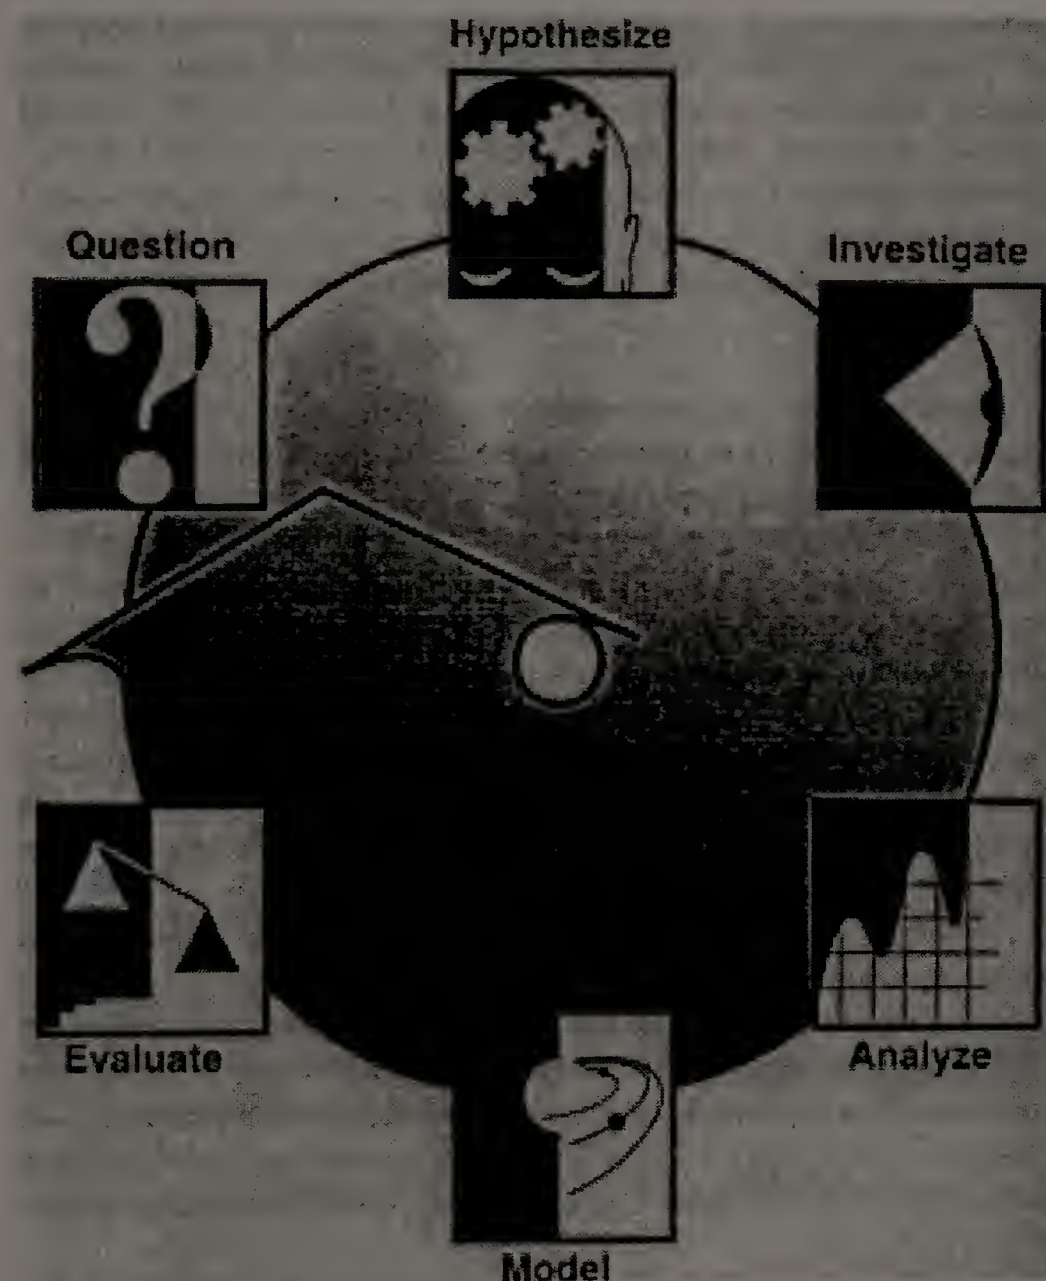 Hypothesize
Question
Investigate
Evaluate
Analyze
Model